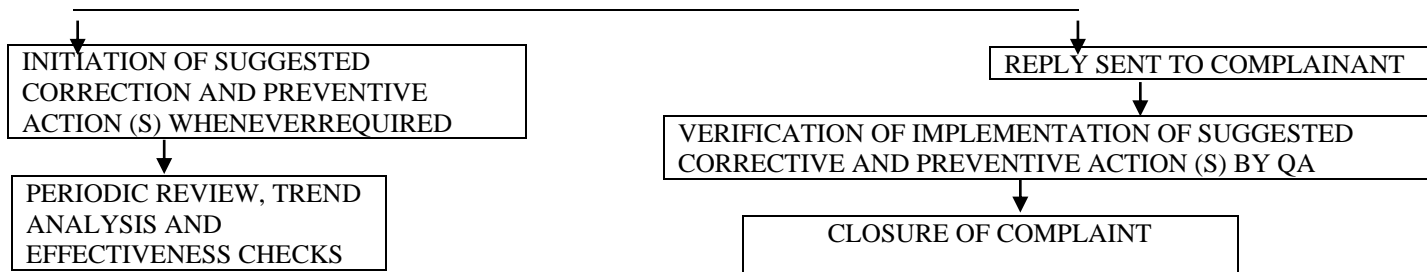 INITIATION OF SUGGESTED
CORRECTION AND PREVENTIVE
ACTION (S) WHENEVERREQUIRED
PERIODIC REVIEW, TREND
ANALYSIS AND
EFFECTIVENESS CHECKS
REPLY SENT TO COMPLAINANT
VERIFICATION OF IMPLEMENTATION OF SUGGESTED
CORRECTIVE AND PREVENTIVE ACTION (S) BY QA
CLOSURE OF COMPLAINT